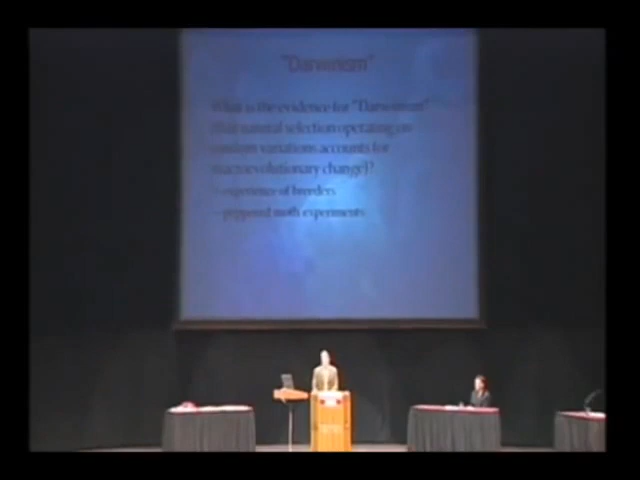 "Darwinism"
What is the evidence for "Darwinism"
(that natural selection operating on
random variations accounts for
macroevolutionary change)?
– experience of breeders
– peppered moth experiments